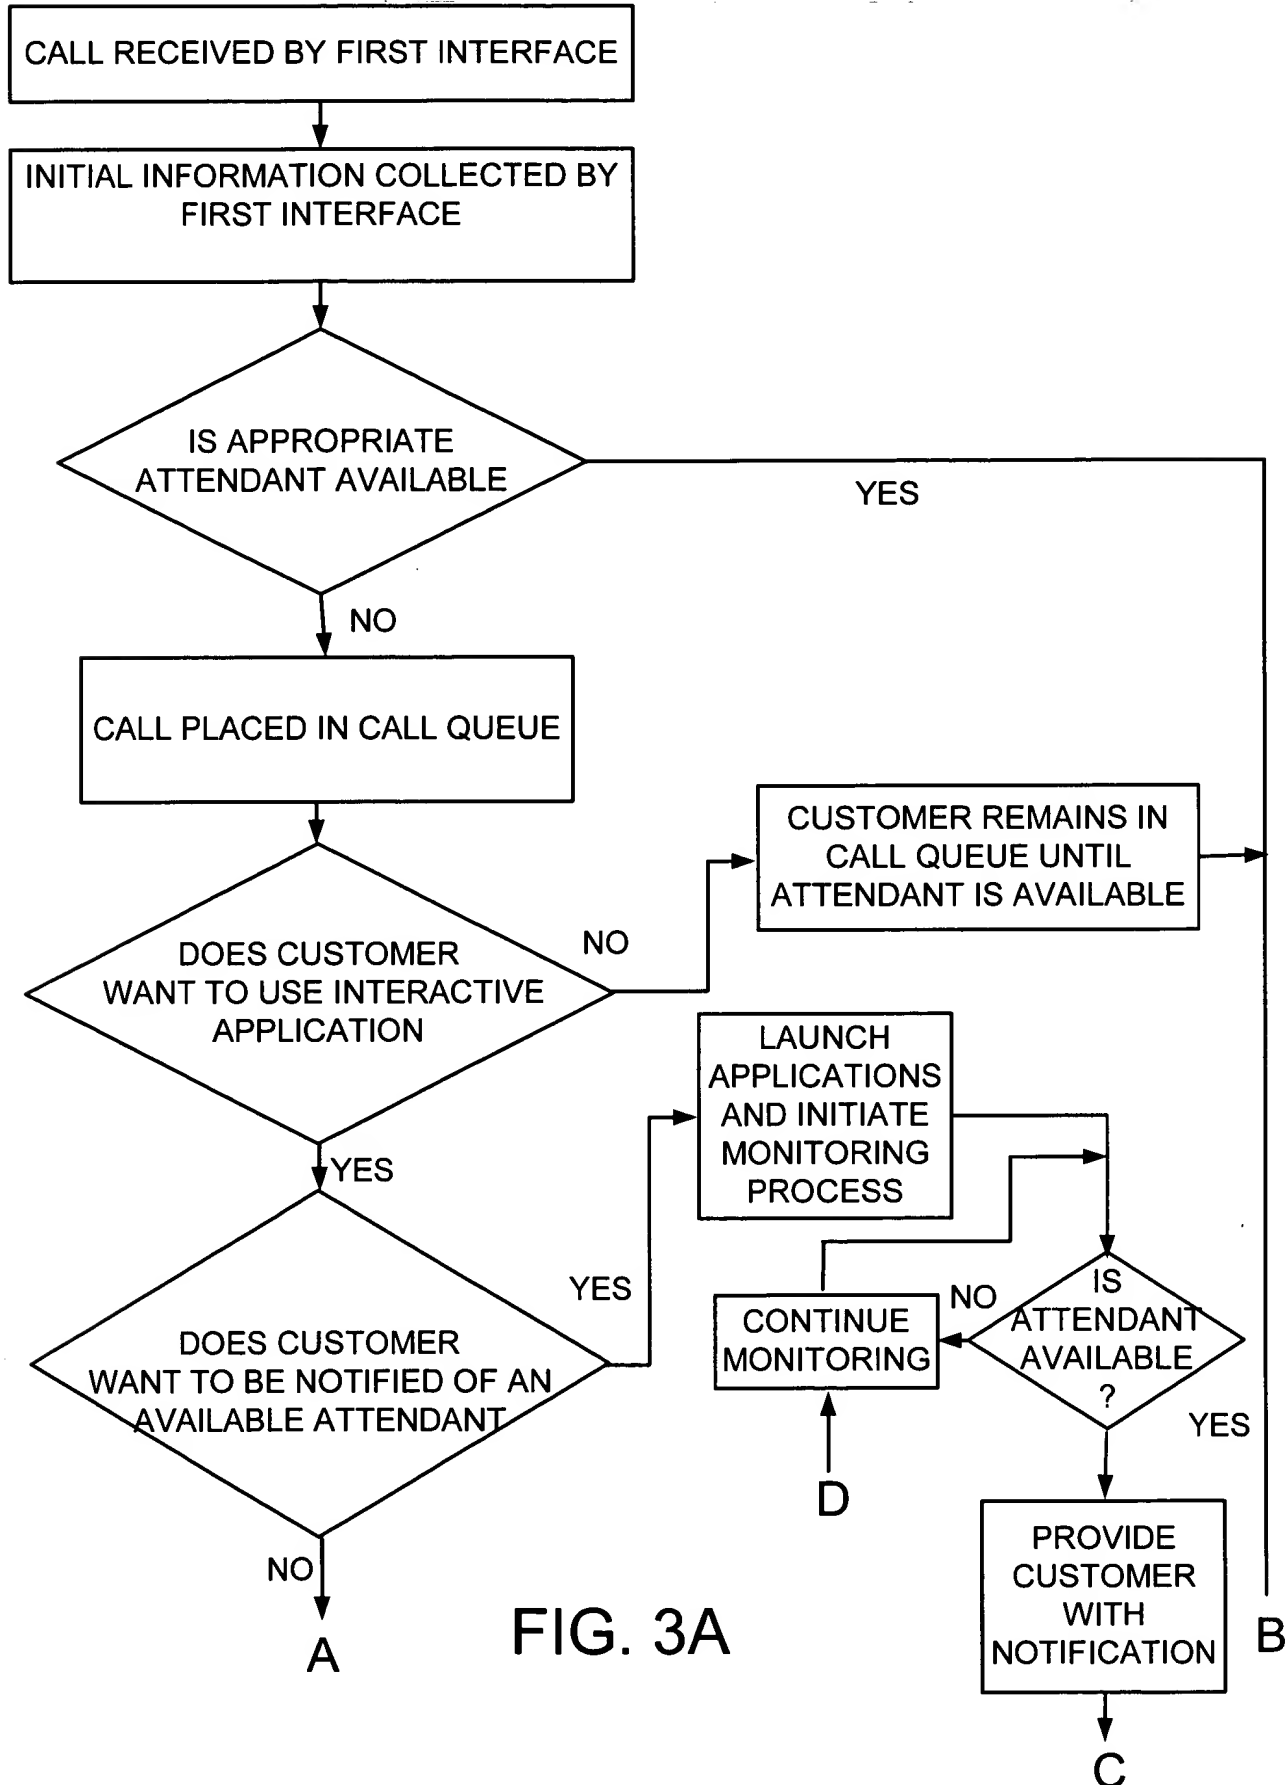 CALL RECEIVED BY FIRST INTERFACE
INITIAL INFORMATION COLLECTED BY
FIRST INTERFACE
IS APPROPRIATE
ATTENDANT AVAILABLE
YES
NO
CALL PLACED IN CALL QUEUE
CUSTOMER REMAINS IN
CALL QUEUE UNTIL
ATTENDANT IS AVAILABLE
DOES CUSTOMER
WANT TO USE INTERACTIVE
APPLICATION
NO
YES
LAUNCH
APPLICATIONS
AND INITIATE
MONITORING
PROCESS
DOES CUSTOMER
WANT TO BE NOTIFIED OF AN
AVAILABLE ATTENDANT
YES
NO
A
CONTINUE
MONITORING
D
NO
IS
ATTENDANT
AVAILABLE
?
YES
PROVIDE
CUSTOMER
WITH
NOTIFICATION
B
C
FIG. 3A